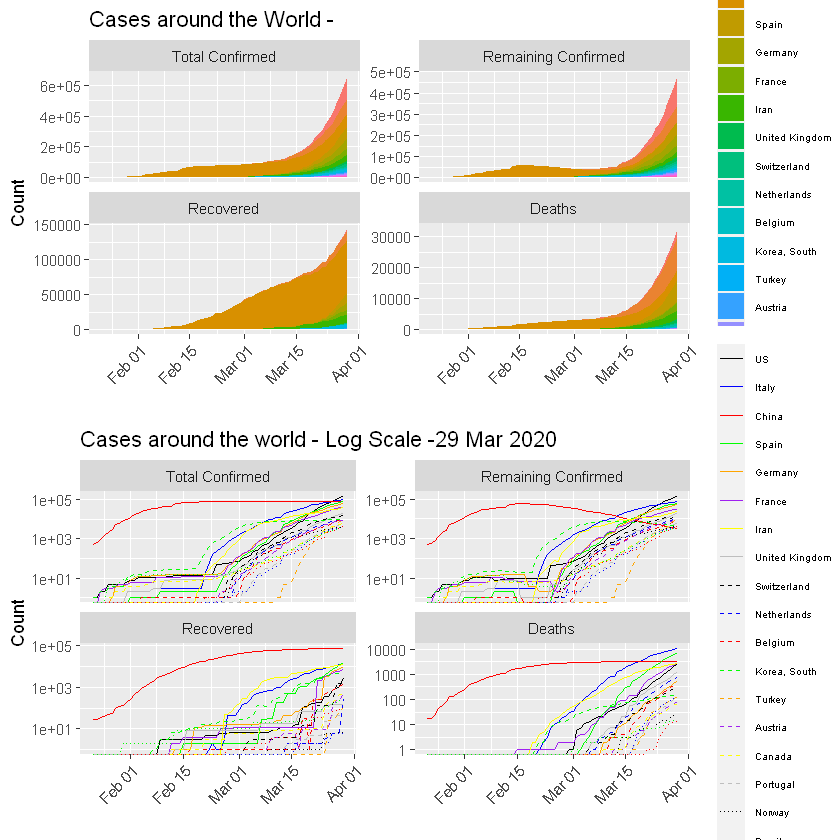 Cases around the World -
Total Confirmed
Remaining Confirmed
6e+05
4e+05
2e+05
0e+00
5e+05
4e+05
3e+05
2e+05
1e+05
0e+00
Count
Recovered
Deaths
150000
100000
50000
0
30000
20000
10000
0
Feb 01
Feb 15
Mar 01
Mar 15
Apr 01
Feb 01
Feb 15
Mar 01
Mar 15
Apr 01
Spain
Germany
France
Iran
United Kingdom
Switzerland
Netherlands
Belgium
Korea, South
Turkey
Austria
Cases around the world - Log Scale -29 Mar 2020
Total Confirmed
Remaining Confirmed
1e+05
1e+03
1e+01
1e+05
1e+03
1e+01
Count
Recovered
Deaths
1e+05
1e+03
1e+01
10000
1000
100
10
1
Feb 01
Feb 15
Mar 01
Mar 15
Apr 01
Feb 01
Feb 15
Mar 01
Mar 15
Apr 01
US
Italy
China
Spain
Germany
France
Iran
United Kingdom
Switzerland
Netherlands
Belgium
Korea, South
Turkey
Austria
Canada
Portugal
Norway